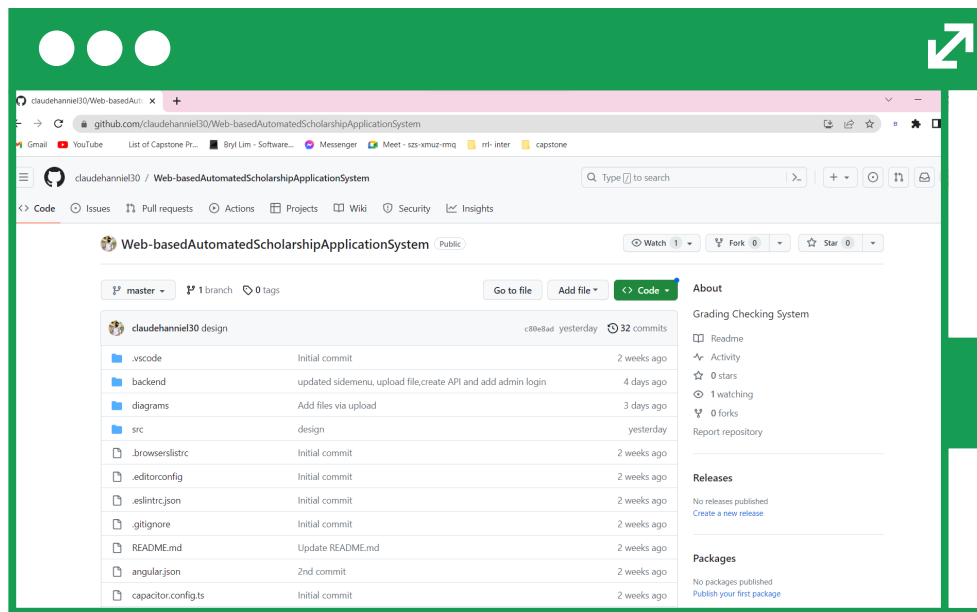 claudehanniel30/Web-basedAuto
github.com/claudehanniel30/Web-basedAutomatedScholarshipApplicationSystem
Gmail YouTube List of Capstone Pr... Bryl Lim - Software... Messenger Meet - szs-xmuz-rmq rrl- inter capstone
claudehanniel30 / Web-basedAutomatedScholarshipApplicationSystem Type / to search
Code Issues Pull requests Actions Projects Wiki Security Insights
Web-basedAutomatedScholarshipApplicationSystem Public Watch 1 Fork 0 Star 0
master 1 branch 0 tags Go to file Add file Code
claudehanniel30 design c80e8ad yesterday 32 commits
.vscode Initial commit 2 weeks ago
backend updated sidemenu, upload file,create API and add admin login 4 days ago
diagrams Add files via upload 3 days ago
src design yesterday
.browserslistrc Initial commit 2 weeks ago
.editorconfig Initial commit 2 weeks ago
.eslintrc.json Initial commit 2 weeks ago
.gitignore Initial commit 2 weeks ago
README.md Update README.md 2 weeks ago
angular.json 2nd commit 2 weeks ago
capacitor.config.ts Initial commit 2 weeks ago
About
Grading Checking System
Readme
Activity
0 stars
1 watching
0 forks
Report repository
Releases
No releases published
Create a new release
Packages
No packages published
Publish your first package